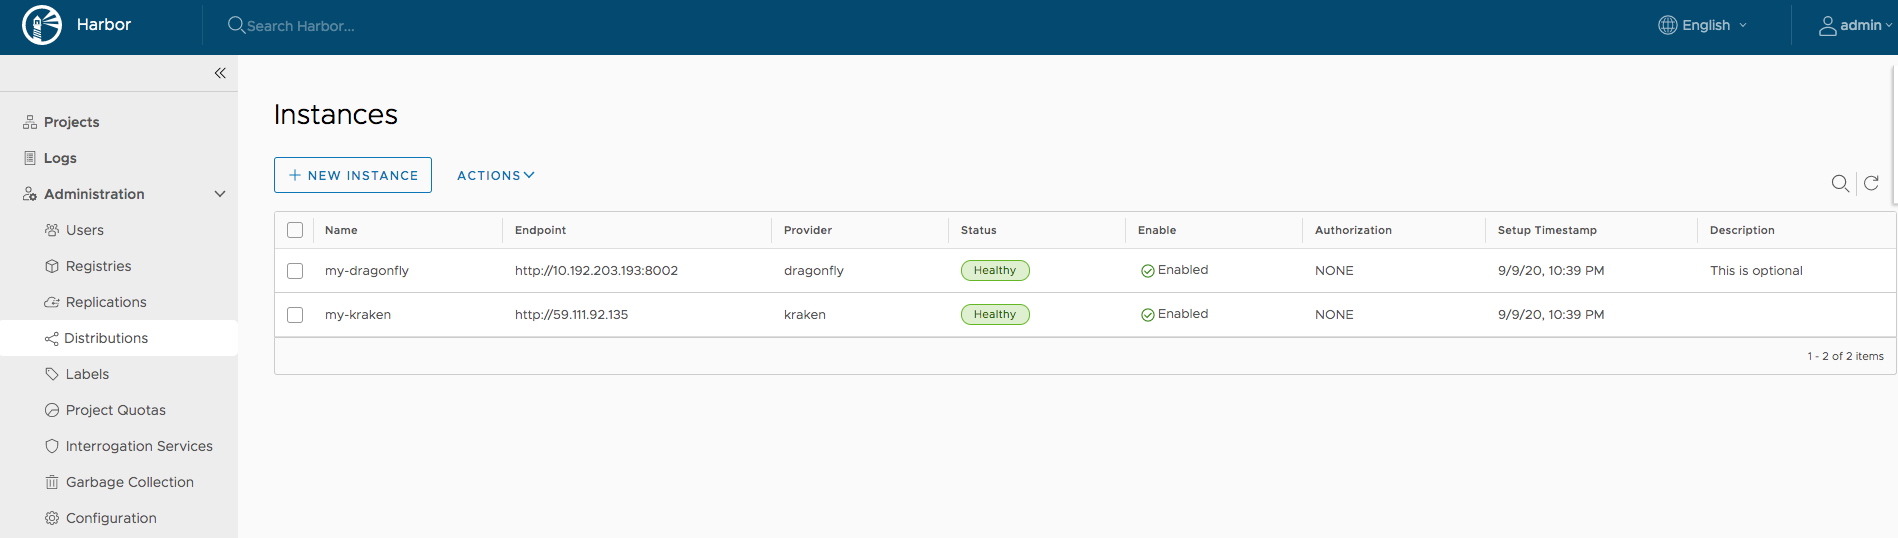 Harbor
Search Harbor...
English
admin
Projects
Logs
Administration
Users
Registries
Replications
Distributions
Labels
Project Quotas
Interrogation Services
Garbage Collection
Configuration
Instances
+ NEW INSTANCE ACTIONS
Name Endpoint Provider Status Enable Authorization Setup Timestamp Description
my-dragonfly http://10.192.203.193:8002 dragonfly Healthy Enabled NONE 9/9/20, 10:39 PM This is optional
my-kraken http://59.111.92.135 kraken Healthy Enabled NONE 9/9/20, 10:39 PM
1 - 2 of 2 items